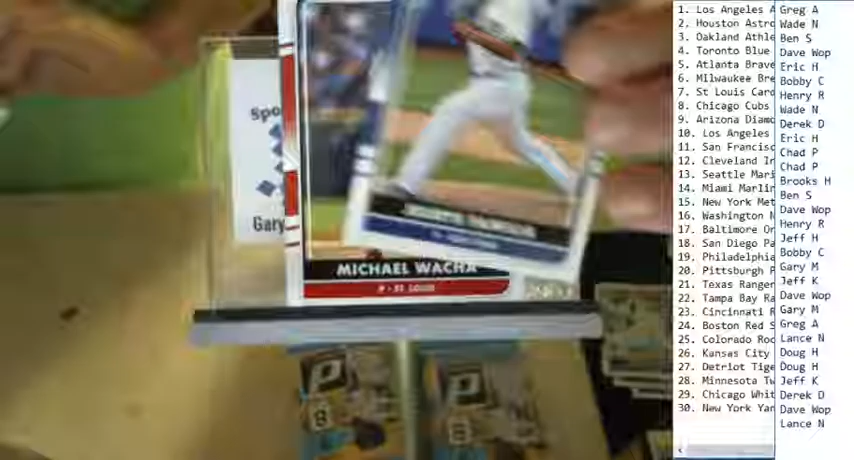 Spo
Gary
MICHAEL WACHA
P - ST. LOUIS
1. Los Angeles A
2. Houston Astro
3. Oakland Athle
4. Toronto Blue
5. Atlanta Brave
6. Milwaukee Bre
7. St Louis Card
8. Chicago Cubs
9. Arizona Diamo
10. Los Angeles
11. San Francisc
12. Cleveland In
13. Seattle Mari
14. Miami Marlin
15. New York Met
16. Washington N
17. Baltimore Or
18. San Diego Pa
19. Philadelphia
20. Pittsburgh P
21. Texas Ranger
22. Tampa Bay Ra
23. Cincinnati R
24. Boston Red S
25. Colorado Roc
26. Kansas City
27. Detriot Tige
28. Minnesota Tw
29. Chicago Whit
30. New York Yan
Greg A
Wade N
Ben S
Dave Wop
Eric H
Bobby C
Henry R
Wade N
Derek D
Eric H
Chad P
Chad P
Brooks H
Ben S
Dave Wop
Henry R
Jeff H
Bobby C
Gary M
Jeff K
Dave Wop
Gary M
Greg A
Lance N
Doug H
Doug H
Jeff K
Derek D
Dave Wop
Lance N